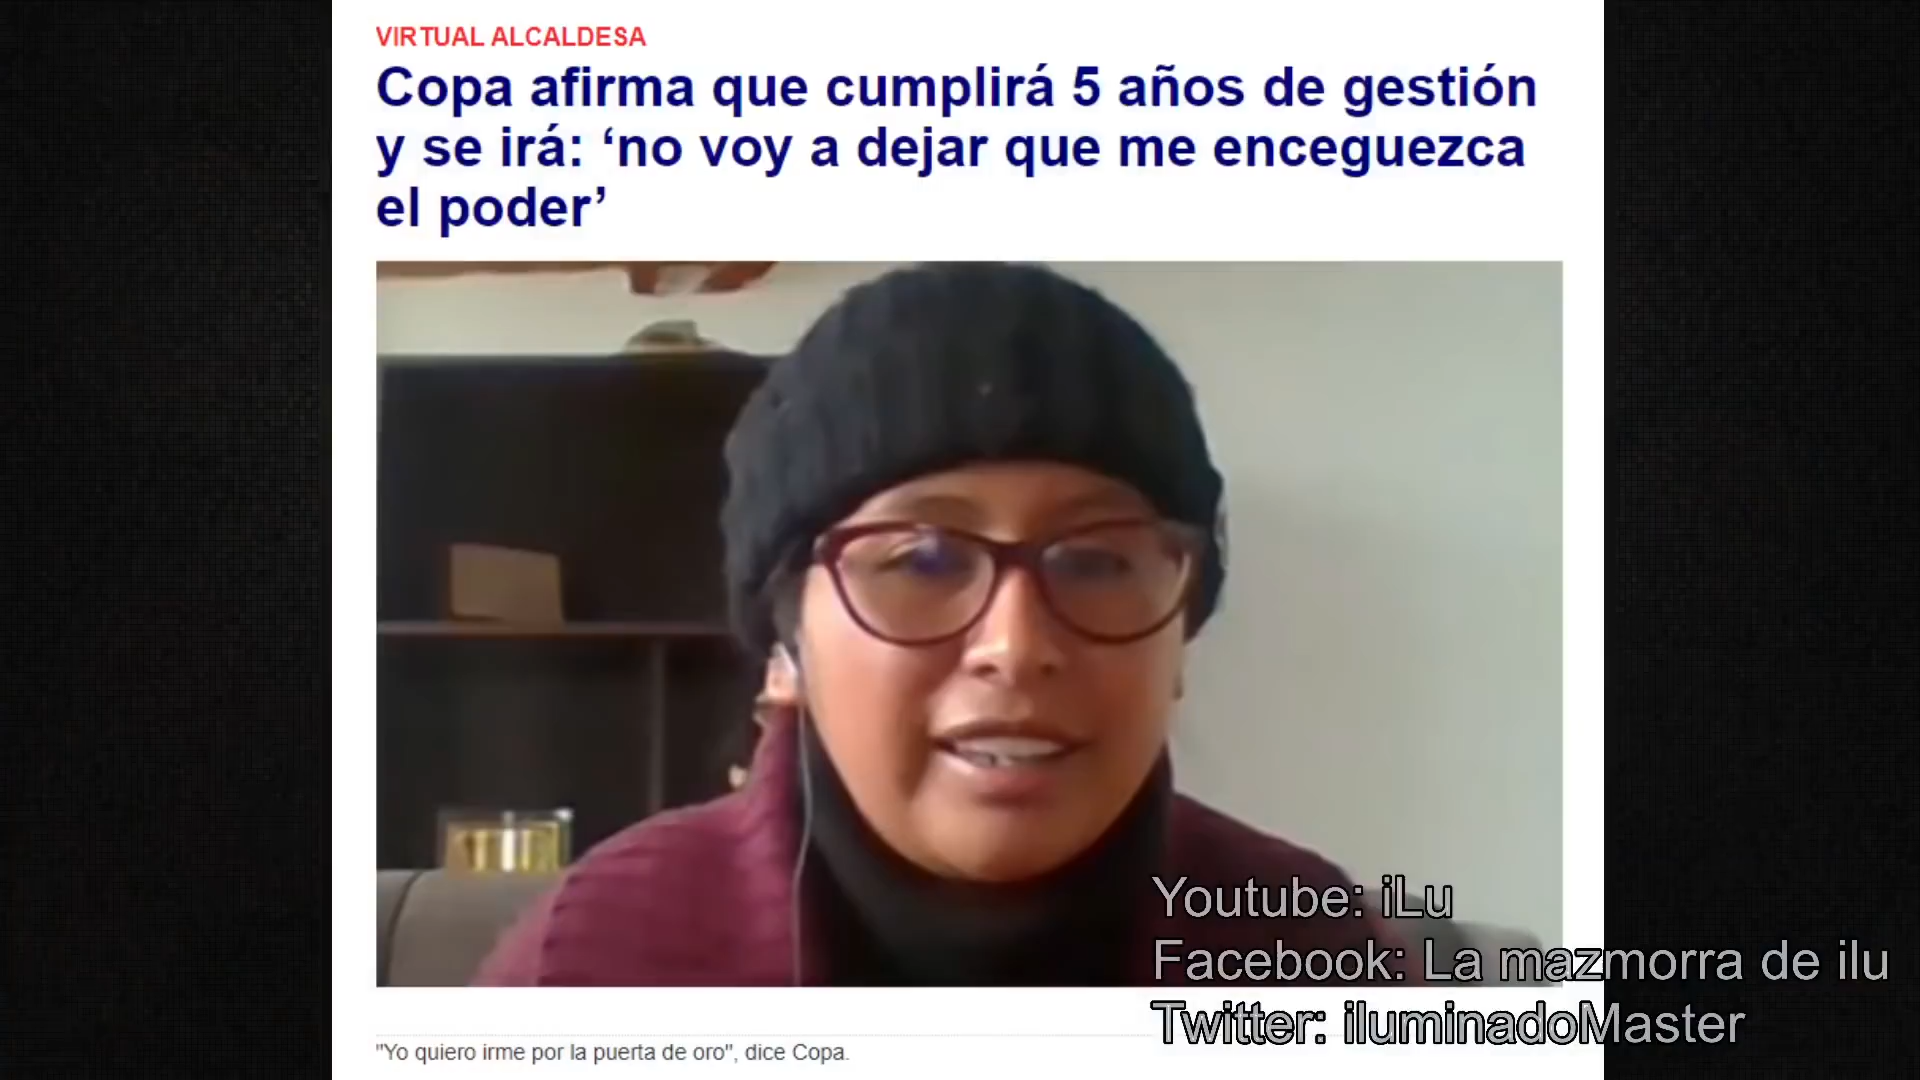 VIRTUAL ALCALDESA
Copa afirma que cumplirá 5 años de gestión
y se irá: ‘no voy a dejar que me enceguezca
el poder’
Youtube: iLu
Facebook: La mazmorra de ilu
Twitter: iluminadoMaster
"Yo quiero irme por la puerta de oro", dice Copa.